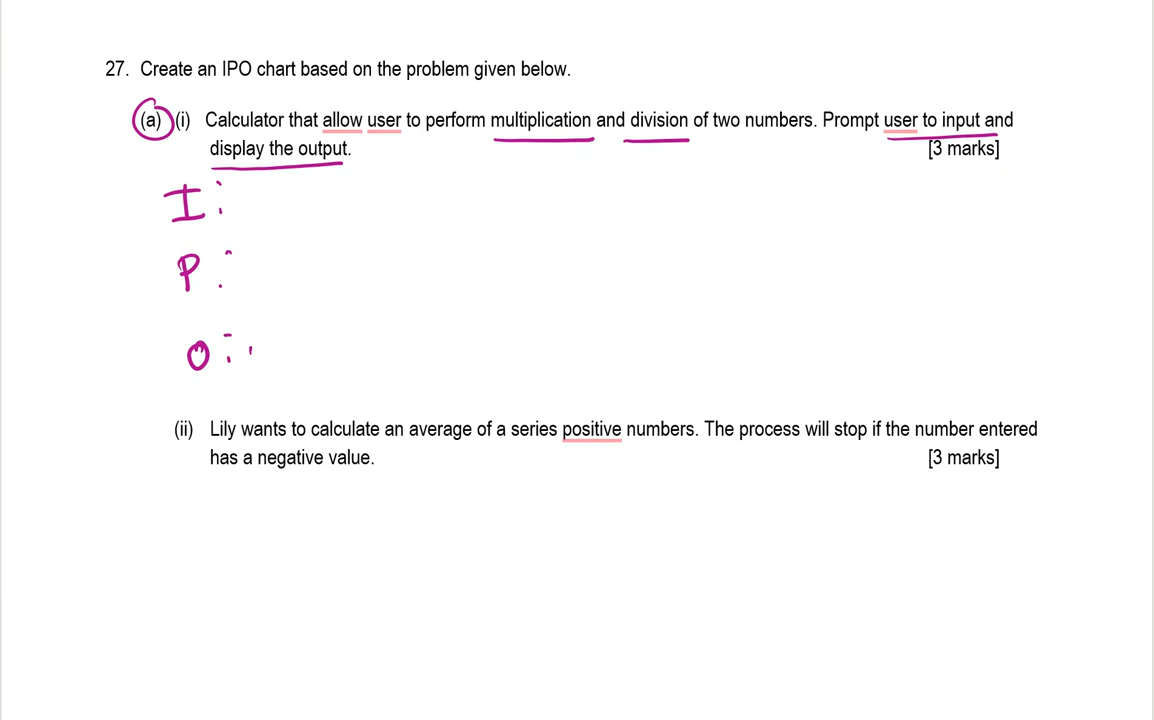 27. Create an IPO chart based on the problem given below.
(a) (i) Calculator that allow user to perform multiplication and division of two numbers. Prompt user to input and
display the output. [3 marks]
I :
P :
O :
(ii) Lily wants to calculate an average of a series positive numbers. The process will stop if the number entered
has a negative value. [3 marks]